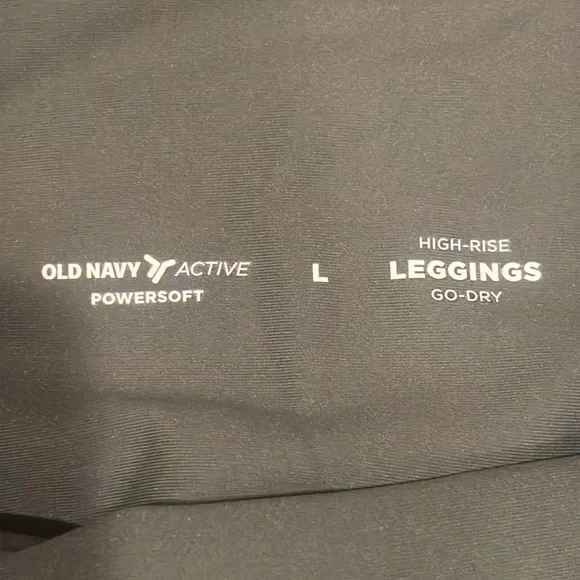 OLD NAVY ACTIVE
POWERSOFT
L
HIGH-RISE
LEGGINGS
GO-DRY